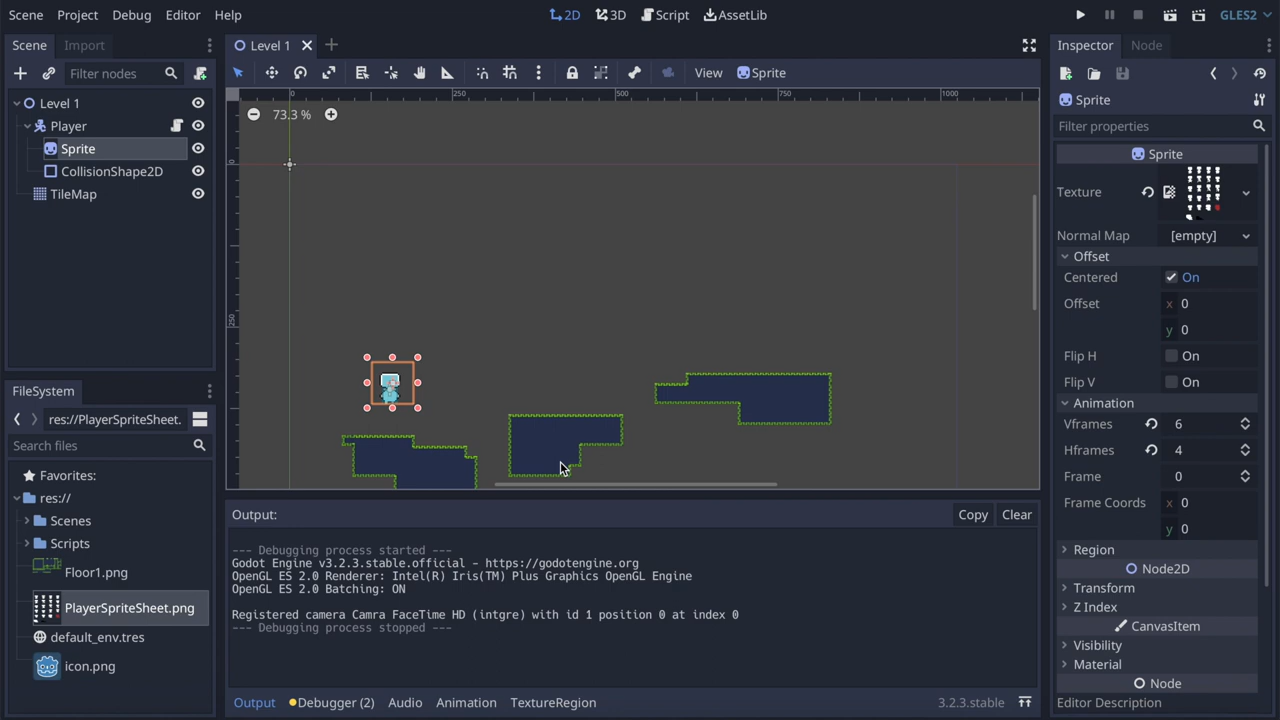 Scene Project Debug Editor Help
2D 3D Script AssetLib
GLES2
Scene Import
Filter nodes
Level 1
Player
Sprite
CollisionShape2D
TileMap
FileSystem
res://PlayerSpriteSheet.
Search files
Favorites:
res://
Scenes
Scripts
Floor1.png
PlayerSpriteSheet.png
default_env.tres
icon.png
Level 1
View Sprite
0 250 500 750 1000
73.3 %
0
250
Output:
Copy Clear
--- Debugging process started ---
Godot Engine v3.2.3.stable.official - https://godotengine.org
OpenGL ES 2.0 Renderer: Intel(R) Iris(TM) Plus Graphics OpenGL Engine
OpenGL ES 2.0 Batching: ON
Registered camera Camra FaceTime HD (intgre) with id 1 position 0 at index 0
--- Debugging process stopped ---
Output Debugger (2) Audio Animation TextureRegion
3.2.3.stable
Inspector Node
Sprite
Filter properties
Sprite
Texture
Normal Map [empty]
Offset
Centered On
Offset x 0
y 0
Flip H On
Flip V On
Animation
Vframes 6
Hframes 4
Frame 0
Frame Coords x 0
y 0
Region
Node2D
Transform
Z Index
CanvasItem
Visibility
Material
Node
Editor Description